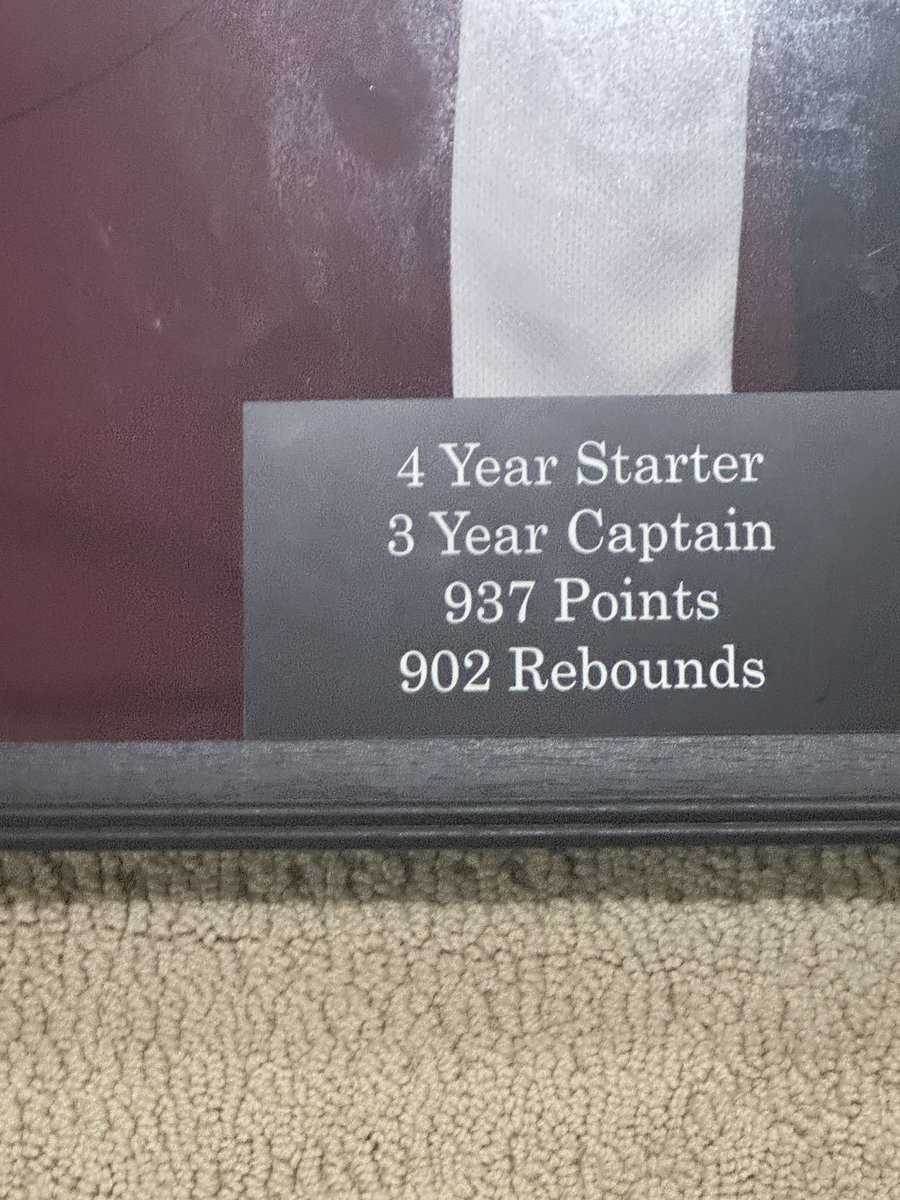 4 Year Starter
3 Year Captain
937 Points
902 Rebounds